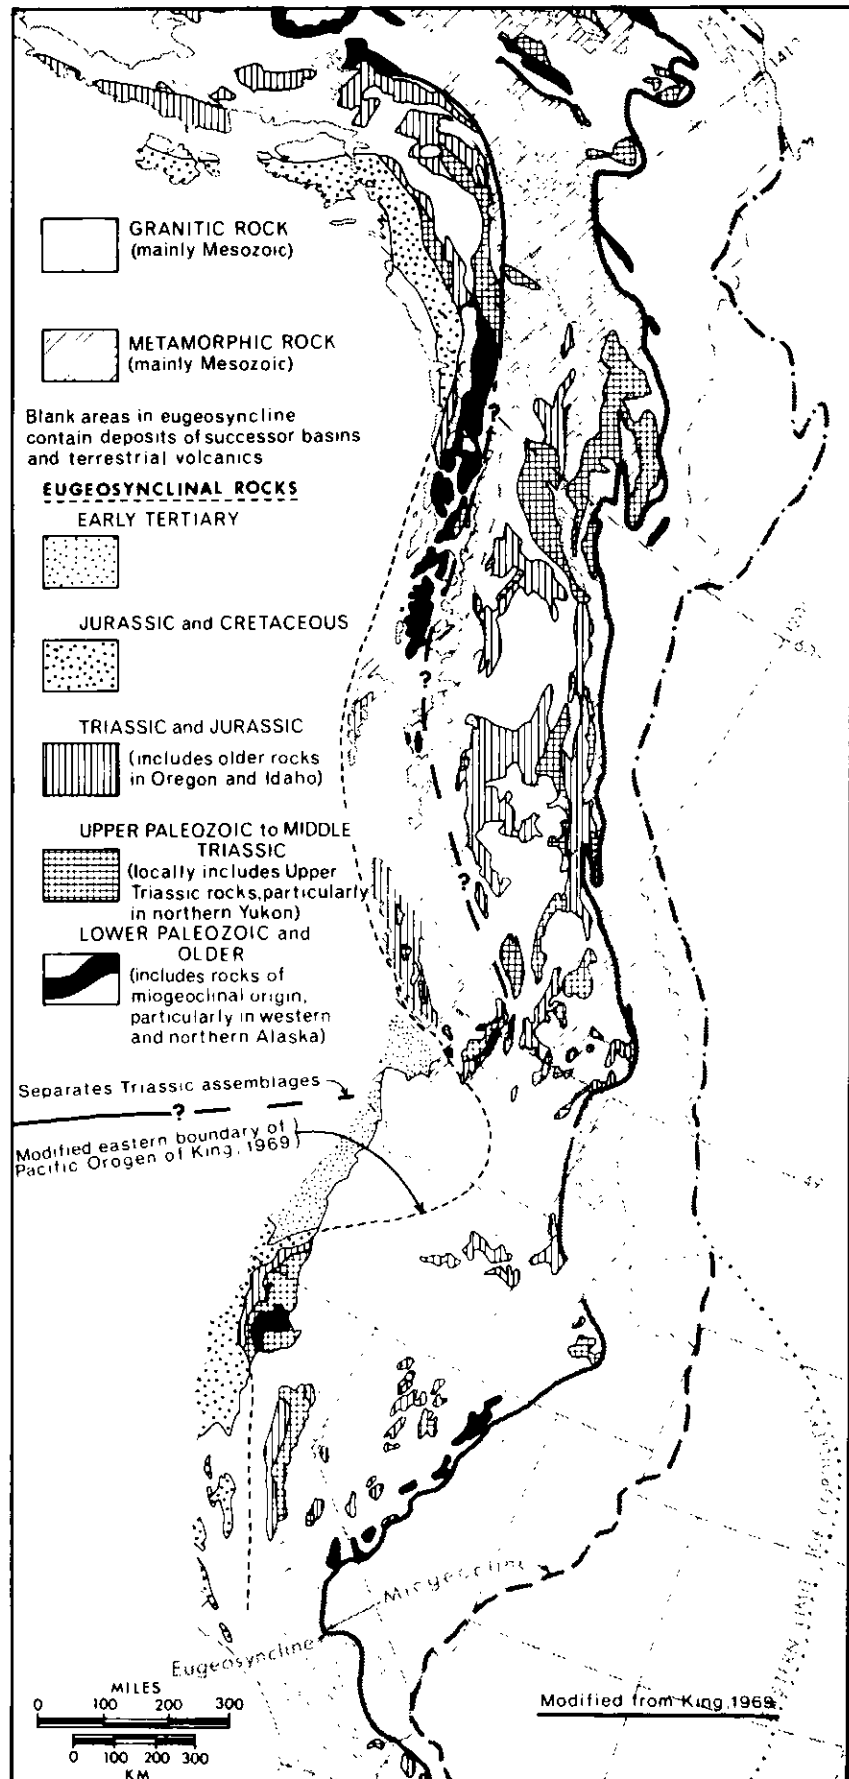 GRANITIC ROCK
(mainly Mesozoic)
METAMORPHIC ROCK
(mainly Mesozoic)
Blank areas in eugeosyncline
contain deposits of successor basins
and terrestrial volcanics
EUGEOSYNCLINAL ROCKS
EARLY TERTIARY
JURASSIC and CRETACEOUS
TRIASSIC and JURASSIC
(includes older rocks
in Oregon and Idaho)
UPPER PALEOZOIC to MIDDLE
TRIASSIC
(locally includes Upper
Triassic rocks, particularly
in northern Yukon)
LOWER PALEOZOIC and
OLDER
(includes rocks of
miogeoclinal origin,
particularly in western
and northern Alaska)
Separates Triassic assemblages
?
Modified eastern boundary of
Pacific Orogen of King, 1969
?
?
?
49
Miogeocline
Eugeosyncline
MILES
0 100 200 300
0 100 200 300
KM
Modified from King, 1969